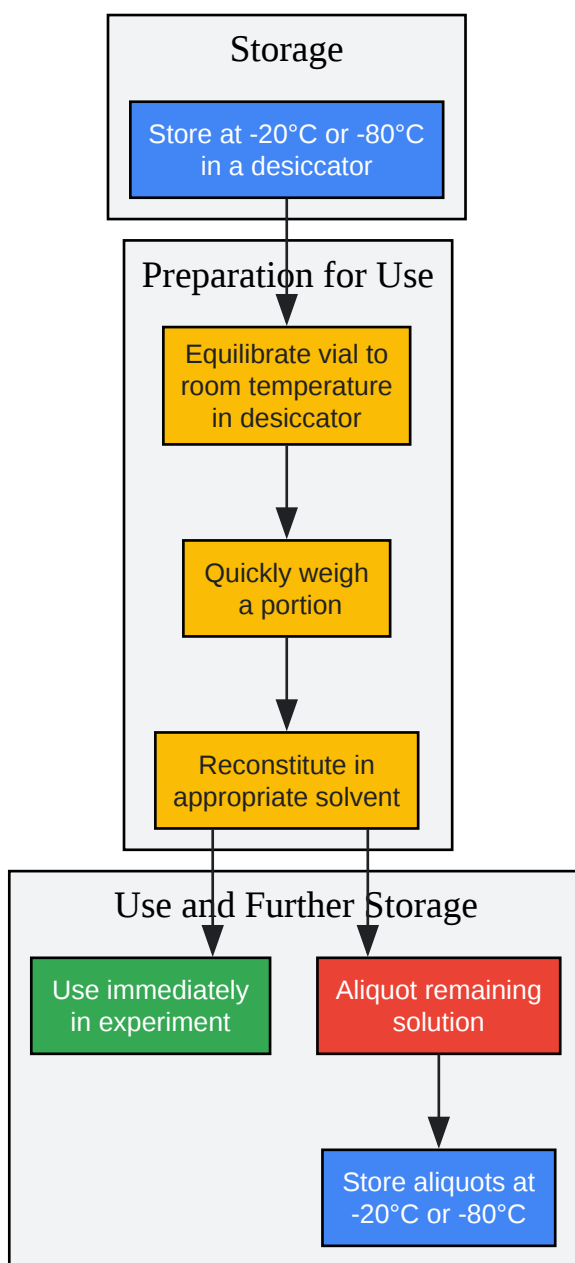 Storage
Store at -20°C or -80°C
in a desiccator
Preparation for Use
Equilibrate vial to
room temperature
in desiccator
Quickly weigh
a portion
Reconstitute in
appropriate solvent
Use and Further Storage
Use immediately
in experiment
Aliquot remaining
solution
Store aliquots at
-20°C or -80°C